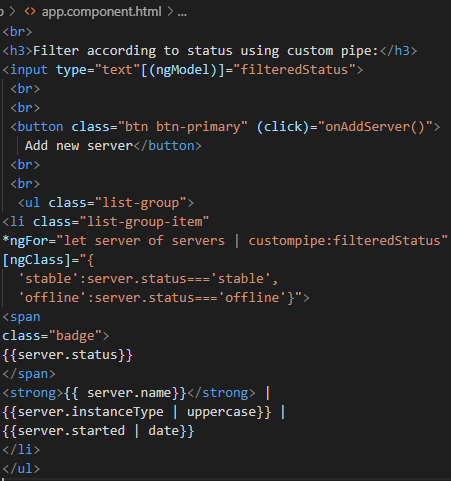 > <> app.component.html > ...
<br>
<h3>Filter according to status using custom pipe:</h3>
<input type="text"[(ngModel)]="filteredStatus">
<br>
<br>
<button class="btn btn-primary" (click)="onAddServer()">
Add new server</button>
<br>
<br>
<ul class="list-group">
<li class="list-group-item"
*ngFor="let server of servers | custompipe:filteredStatus"
[ngClass]="{
'stable':server.status==='stable',
'offline':server.status==='offline'}">
<span
class="badge">
{{server.status}}
</span>
<strong>{{ server.name}}</strong> |
{{server.instanceType | uppercase}} |
{{server.started | date}}
</li>
</ul>